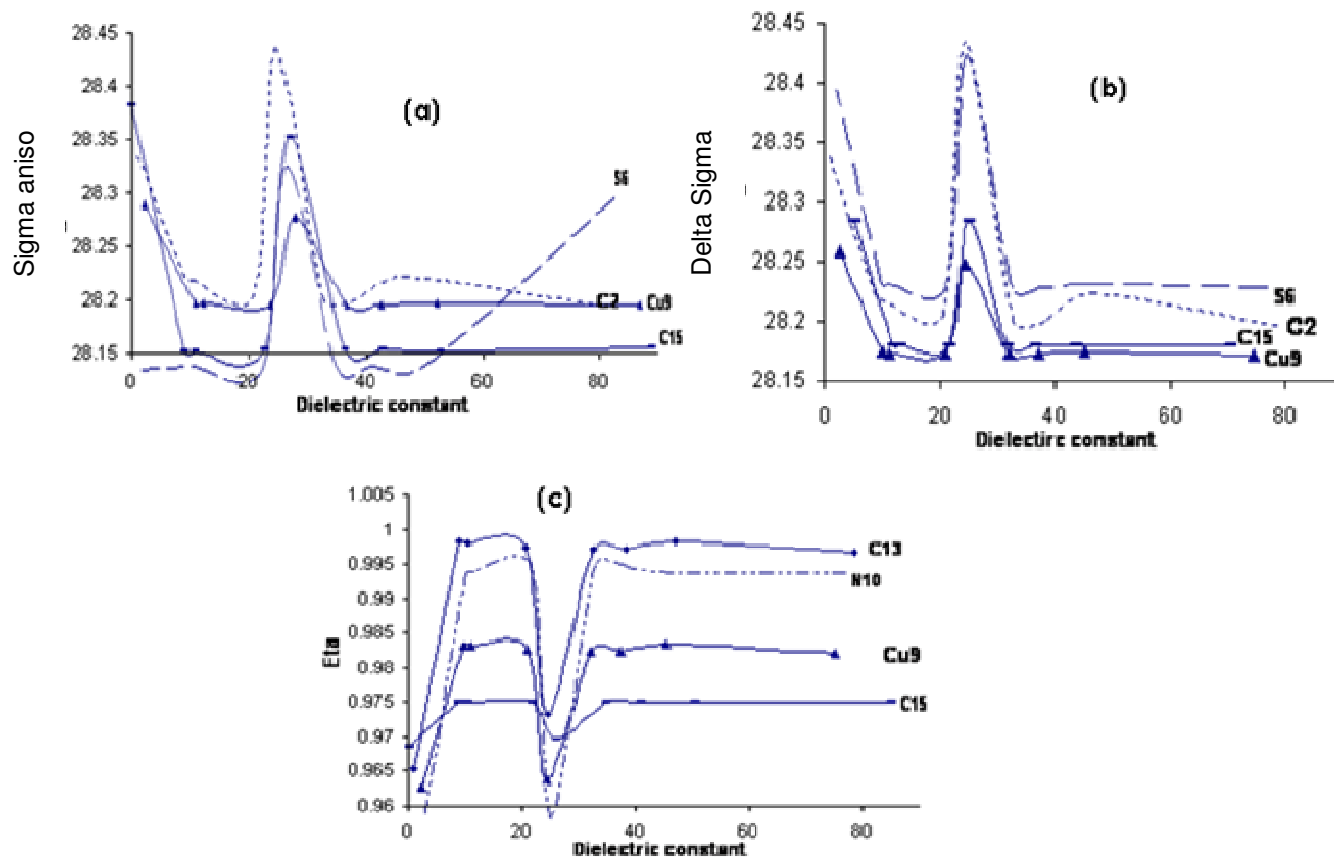 (a)
Sigma aniso
_
28.45
28.4
28.35
28.3
28.25
28.2
28.15
0
20
40
60
80
Dielectric constant
S6
C2
Cu9
C15
(b)
Delta Sigma
_
28.45
28.4
28.35
28.3
28.25
28.2
28.15
0
20
40
60
80
Dielectirc constant
S6
C2
C15
Cu9
(c)
Eta
1.005
1
0.995
0.99
0.985
0.98
0.975
0.97
0.965
0.96
0
20
40
60
80
Dielectric constant
C13
N10
Cu9
C15